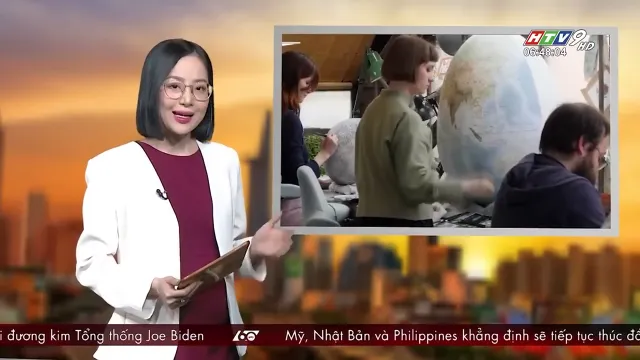 HTV9 HD
06:48:04
i đương kim Tổng thống Joe Biden 60 Mỹ, Nhật Bản và Philippines khẳng định sẽ tiếp tục thúc đẩ